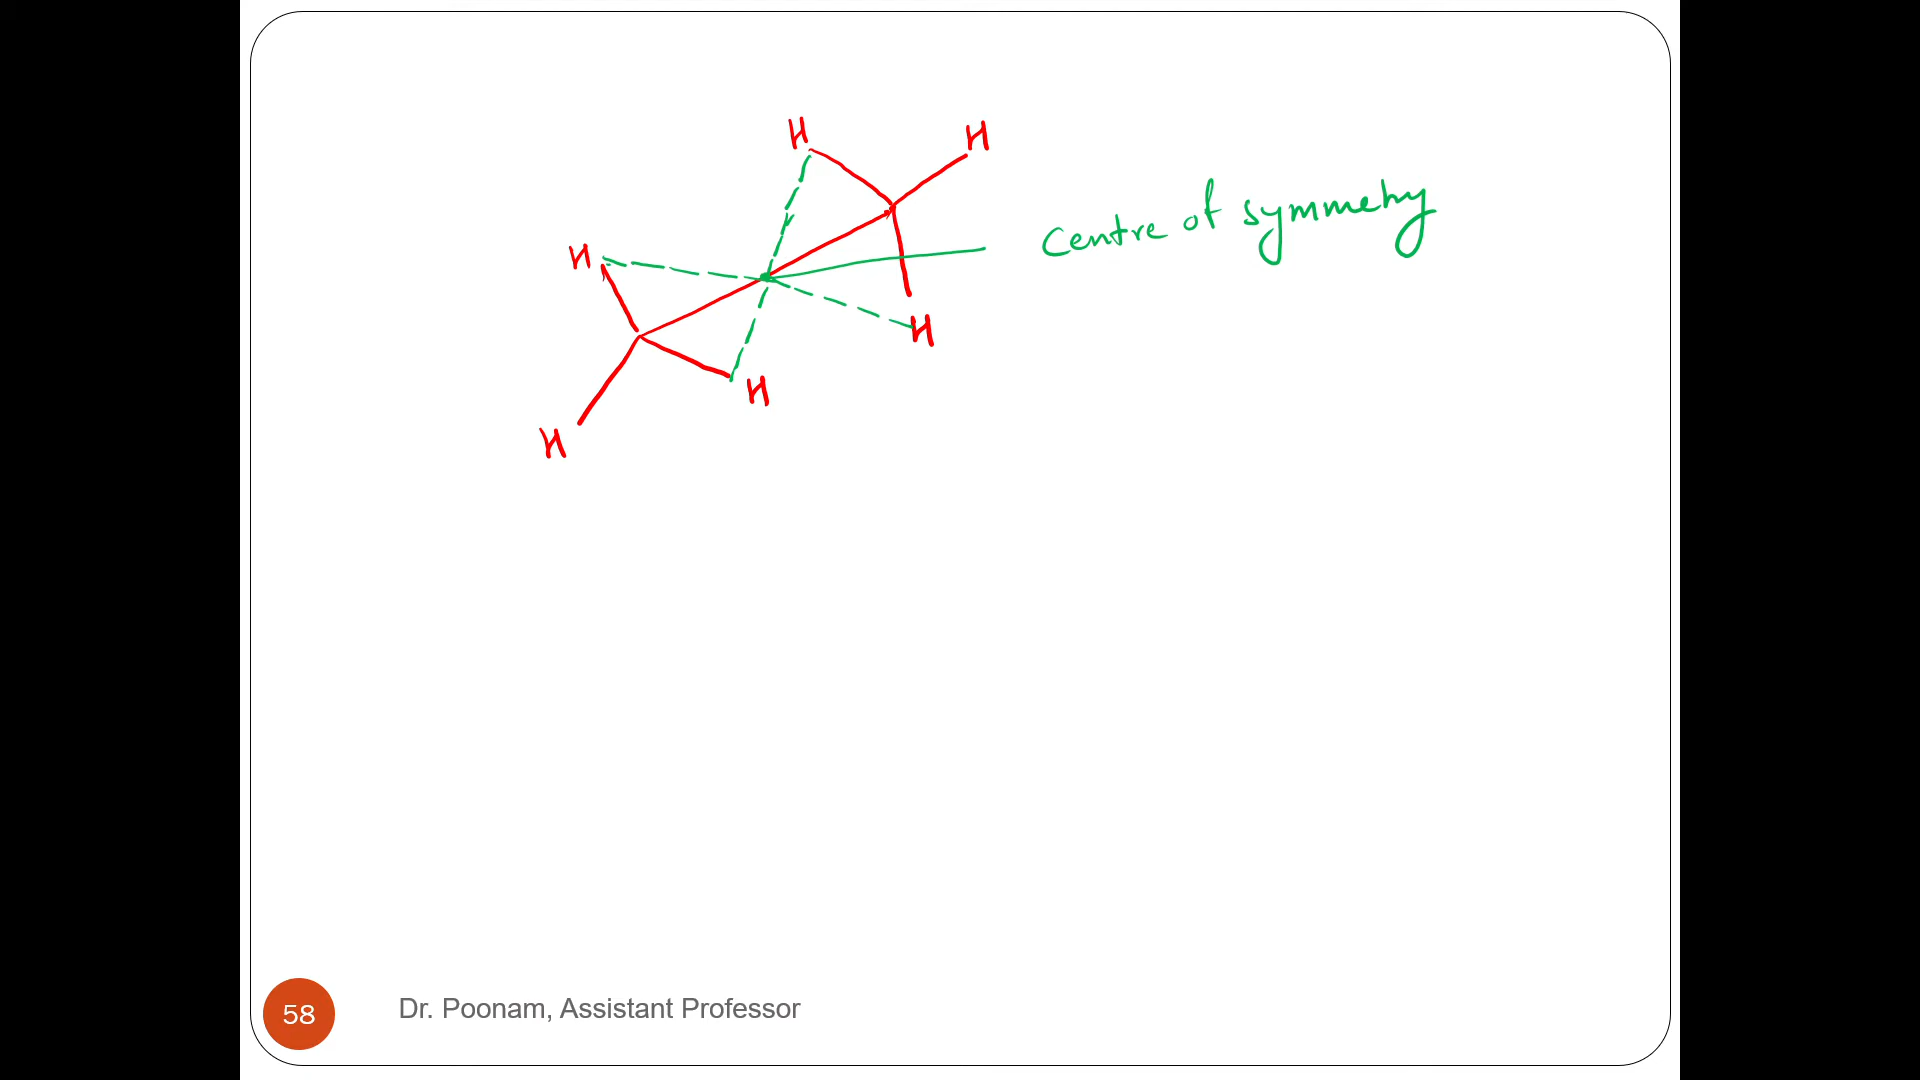 H
H
Centre of symmetry
H
H
H
H
58
Dr. Poonam, Assistant Professor